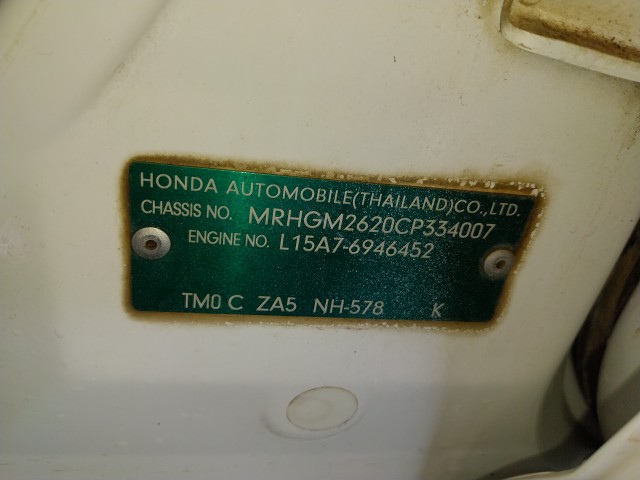 HONDA AUTOMOBILE(THAILAND)CO.,LTD.
CHASSIS NO. MRHGM2620CP334007
ENGINE NO. L15A7-6946452
TM0 C ZA5 NH-578 K